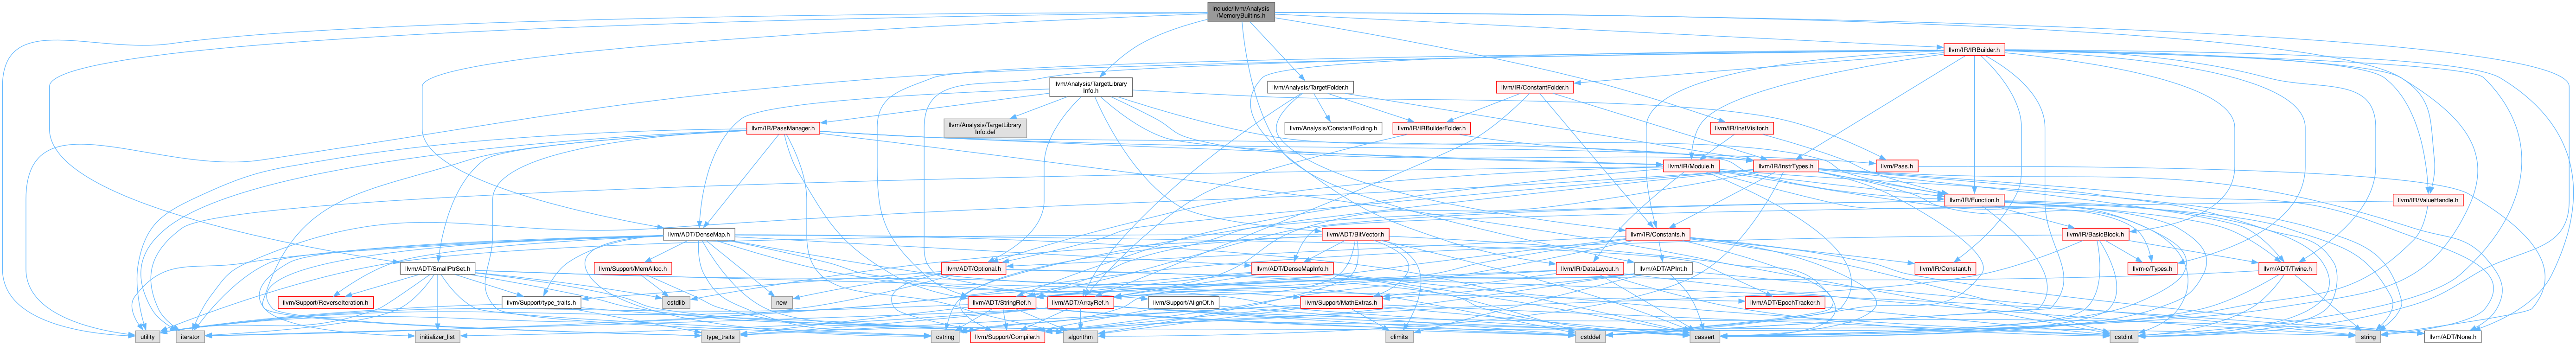 include/llvm/Analysis
/MemoryBuiltins.h
llvm/IR/IRBuilder.h
llvm/Analysis/TargetLibrary
Info.h
llvm/Analysis/TargetFolder.h
llvm/IR/ConstantFolder.h
llvm/Analysis/TargetLibrary
Info.def
llvm/IR/PassManager.h
llvm/Analysis/ConstantFolding.h
llvm/IR/IRBuilderFolder.h
llvm/IR/InstVisitor.h
llvm/IR/Module.h
llvm/IR/InstrTypes.h
llvm/Pass.h
llvm/IR/Function.h
llvm/IR/ValueHandle.h
llvm/ADT/DenseMap.h
llvm/ADT/BitVector.h
llvm/IR/Constants.h
llvm/IR/BasicBlock.h
llvm/ADT/SmallPtrSet.h
llvm/Support/MemAlloc.h
llvm/ADT/Optional.h
llvm/ADT/DenseMapInfo.h
llvm/IR/DataLayout.h
llvm/ADT/APInt.h
llvm/IR/Constant.h
llvm-c/Types.h
llvm/ADT/Twine.h
llvm/Support/ReverseIteration.h
llvm/Support/type_traits.h
cstdlib
new
llvm/ADT/StringRef.h
llvm/ADT/ArrayRef.h
llvm/Support/AlignOf.h
llvm/Support/MathExtras.h
llvm/ADT/EpochTracker.h
utility
iterator
initializer_list
type_traits
cstring
llvm/Support/Compiler.h
algorithm
cstddef
climits
cassert
cstdint
string
llvm/ADT/None.h